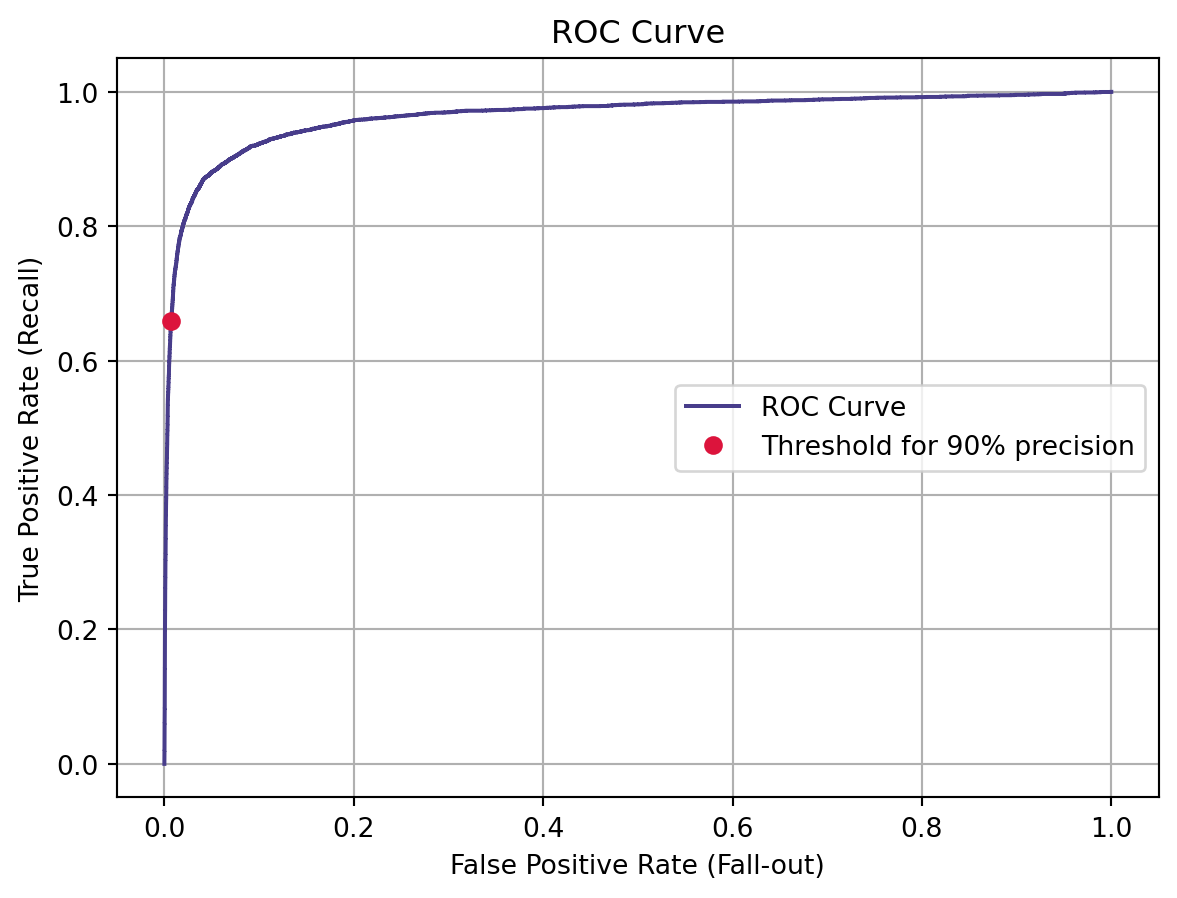 ROC Curve
1.0
0.8
0.6
0.4
0.2
0.0
True Positive Rate (Recall)
ROC Curve
Threshold for 90% precision
0.0 0.2 0.4 0.6 0.8 1.0
False Positive Rate (Fall-out)